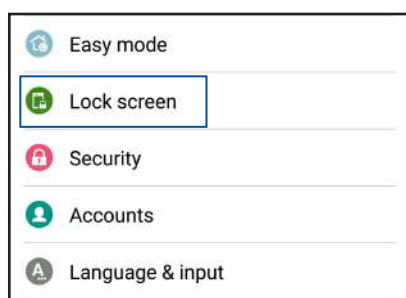 Easy mode
Lock screen
Security
Accounts
Language & input